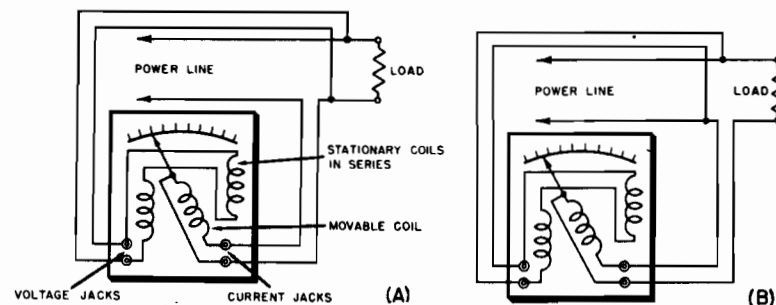 POWER LINE
LOAD
STATIONARY COILS
IN SERIES
MOVABLE COIL
VOLTAGE JACKS
CURRENT JACKS
(A)
POWER LINE
LOAD
(B)